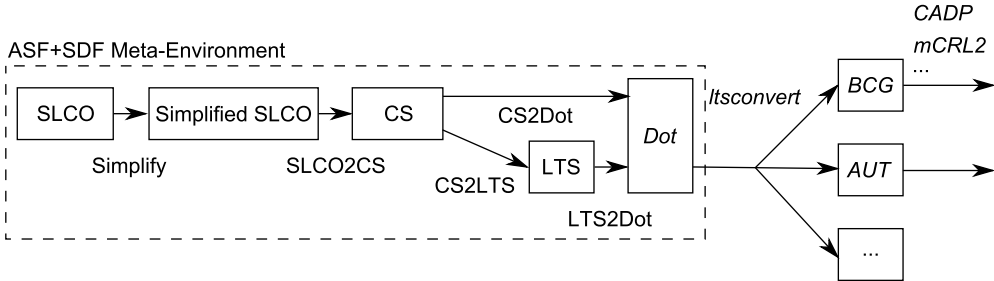 CADP
mCRL2
...
ASF+SDF Meta-Environment
ltsconvert
BCG
SLCO
Simplified SLCO
CS
CS2Dot
Dot
Simplify
SLCO2CS
CS2LTS
LTS
AUT
LTS2Dot
...